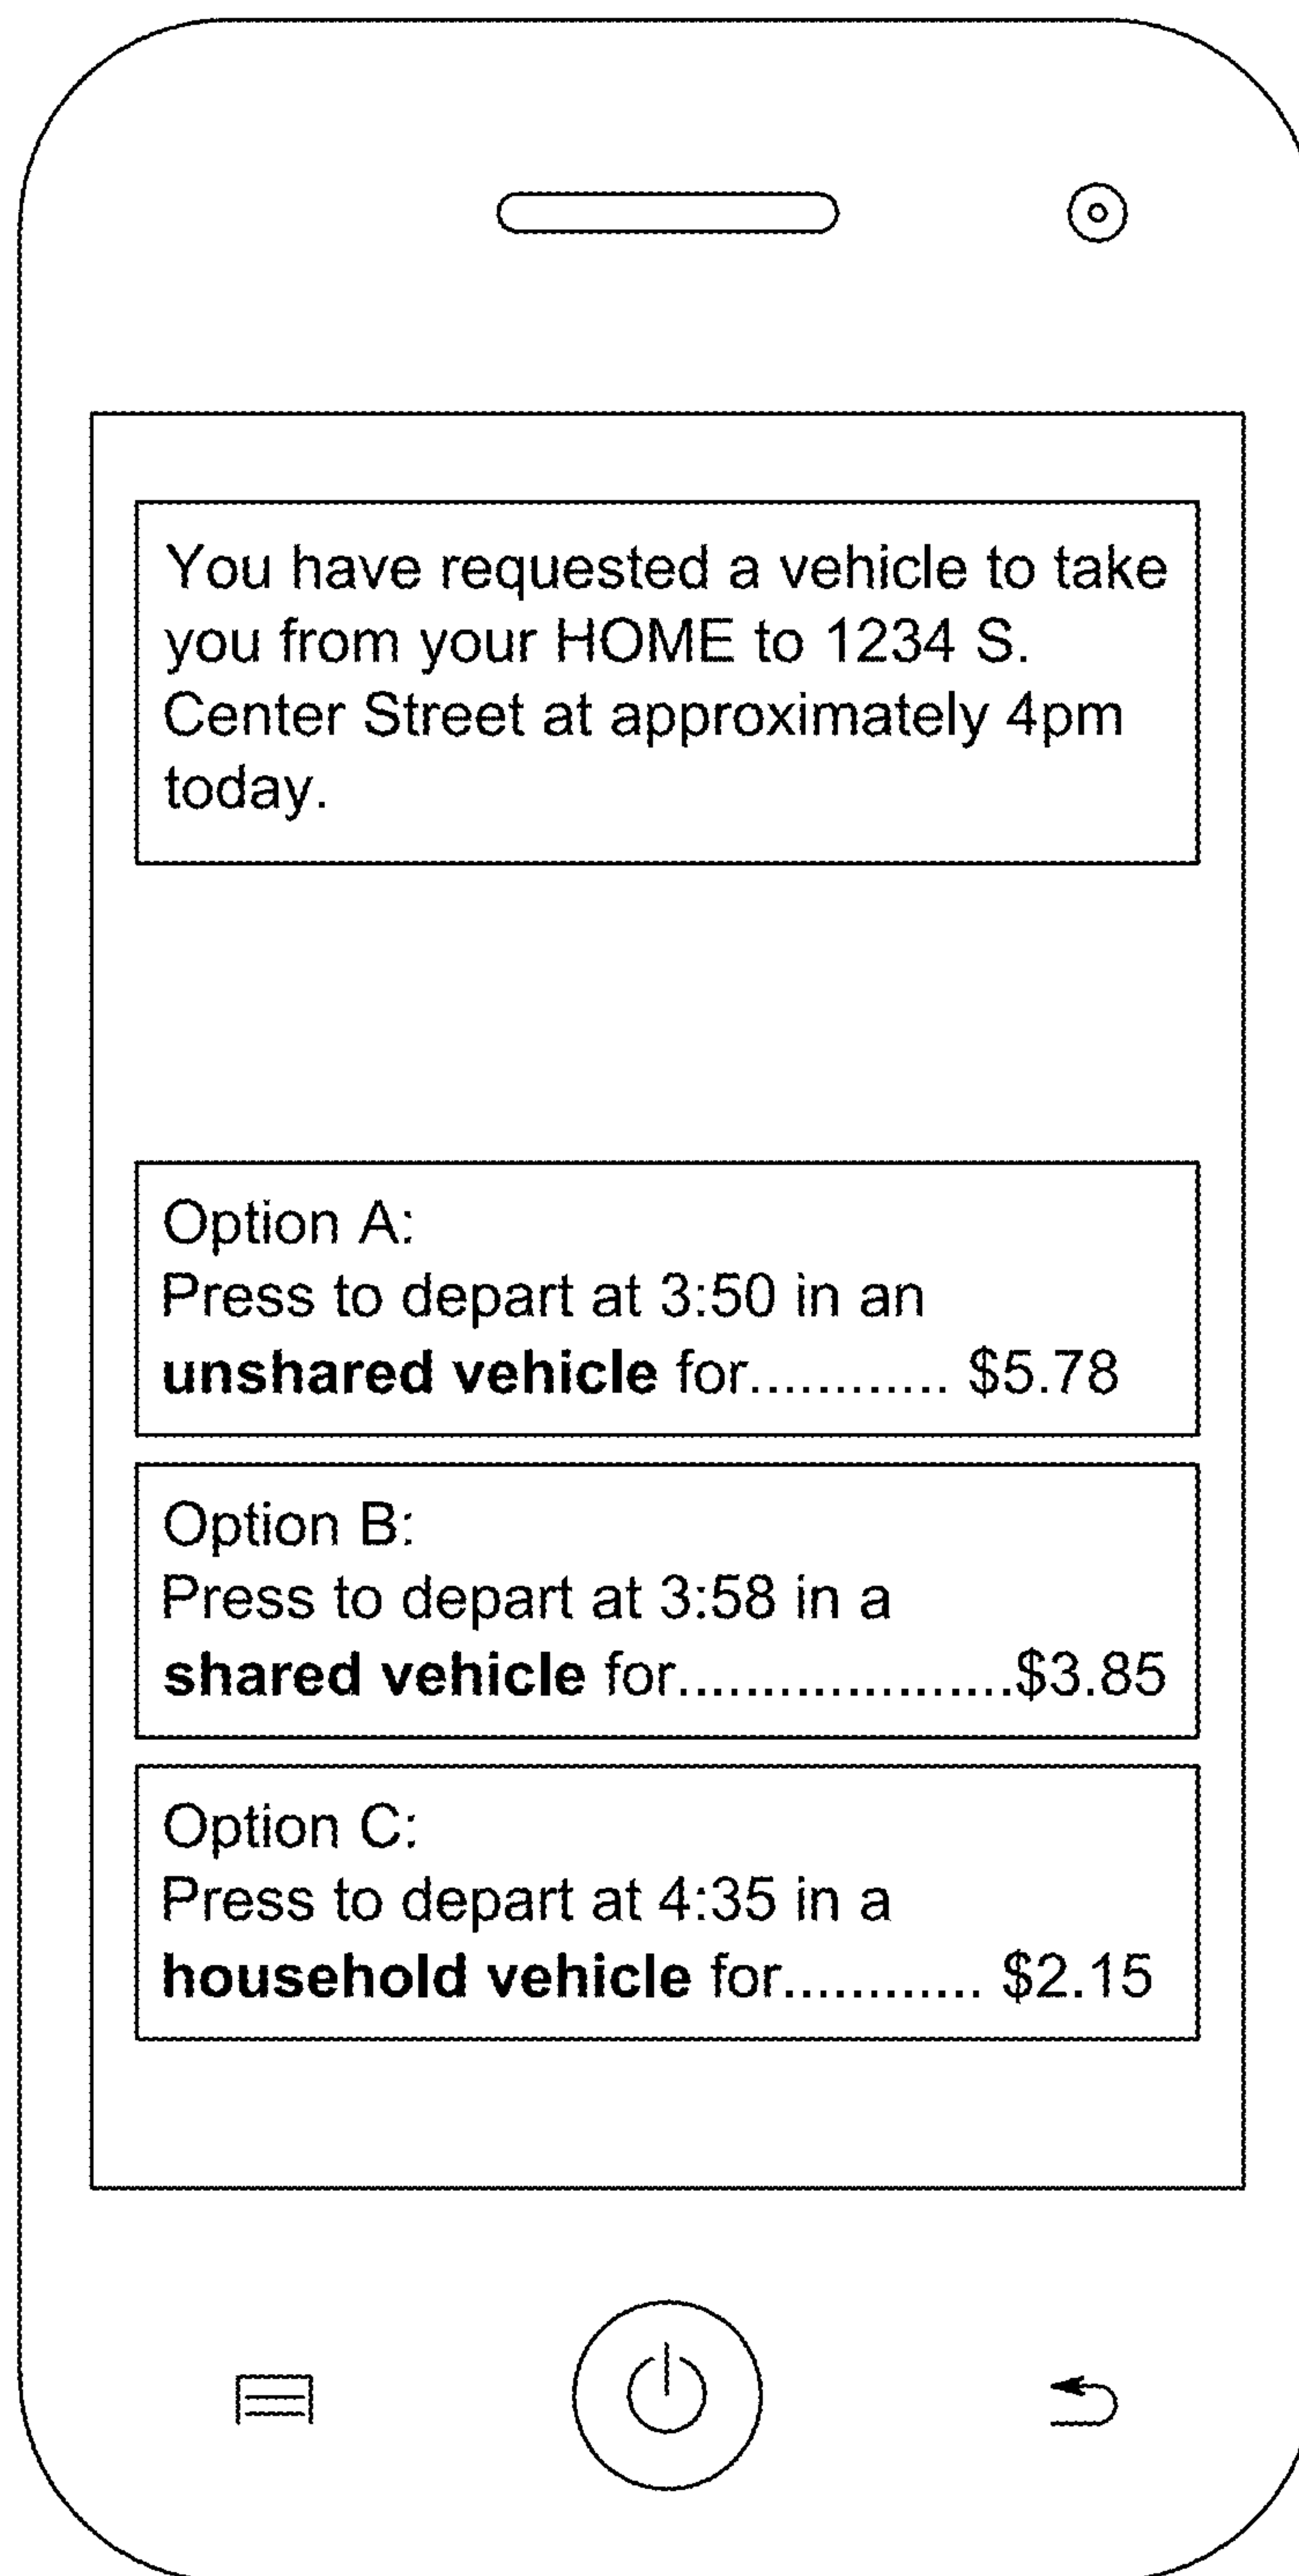 You have requested a vehicle to take
you from your HOME to 1234 S.
Center Street at approximately 4pm
today.
Option A:
Press to depart at 3:50 in an
unshared vehicle for............ $5.78
Option B:
Press to depart at 3:58 in a
shared vehicle for....................$3.85
Option C:
Press to depart at 4:35 in a
household vehicle for............ $2.15